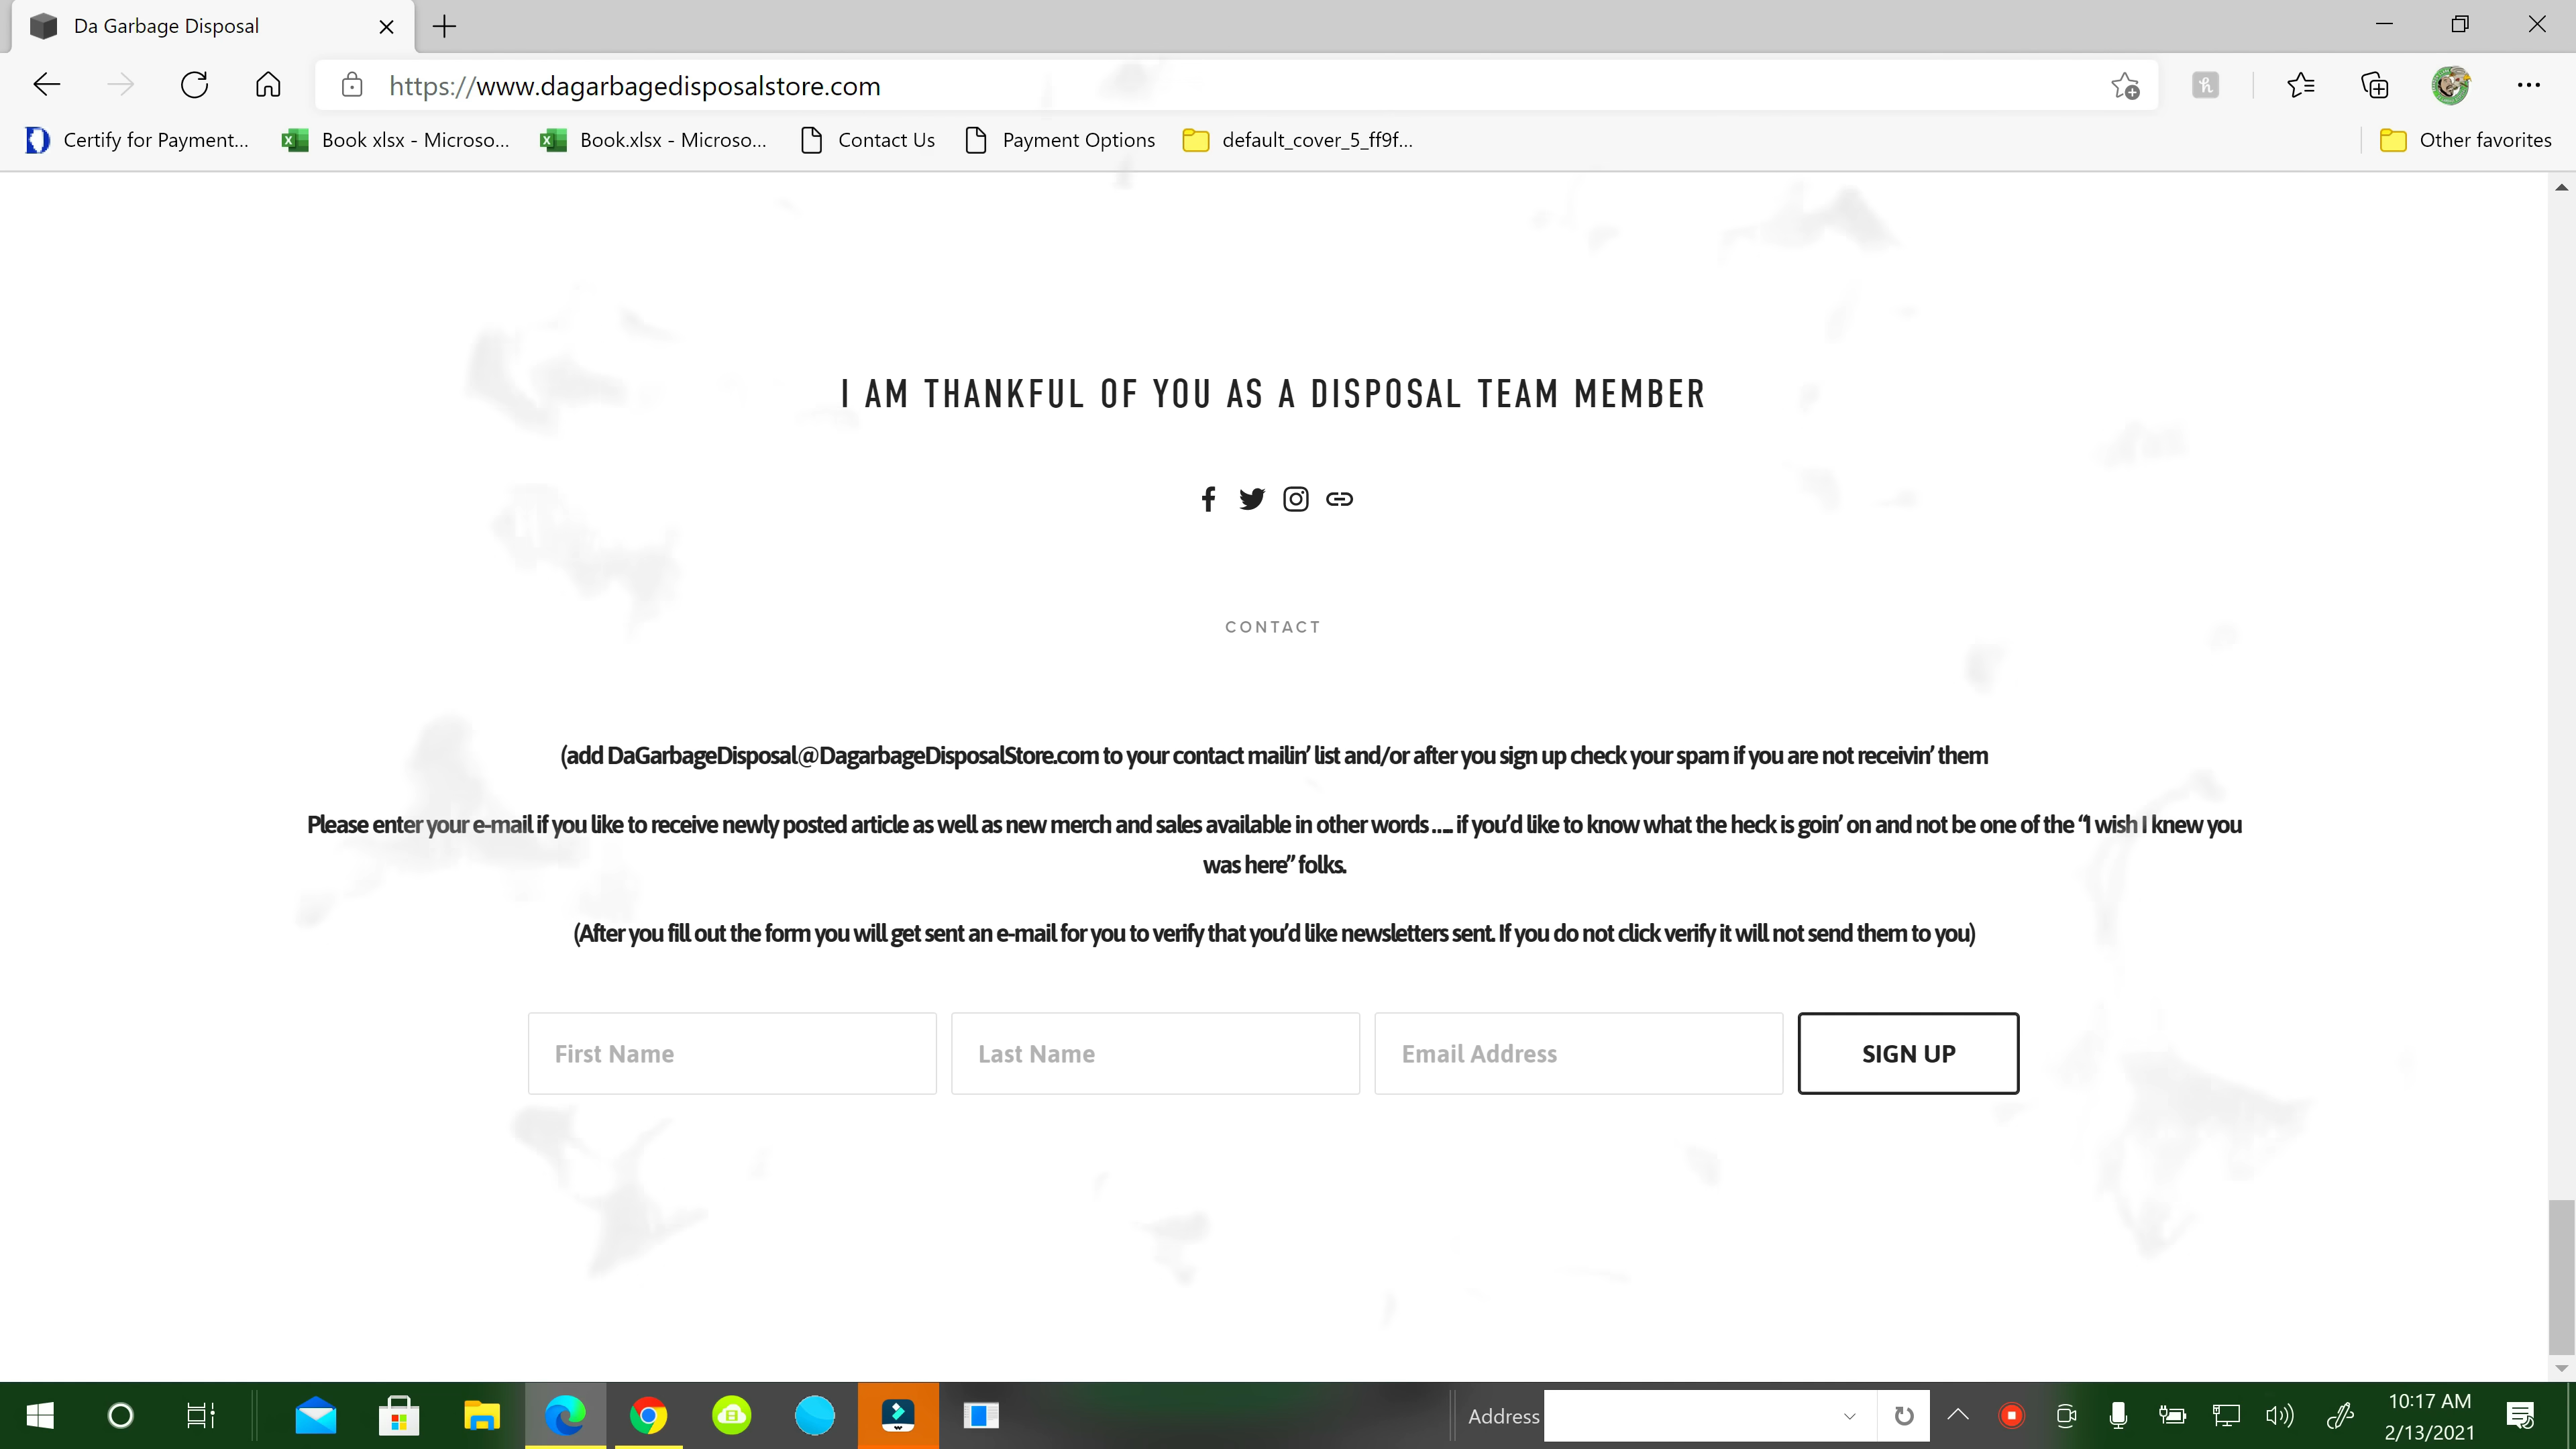 Da Garbage Disposal
https://www.dagarbagedisposalstore.com
Certify for Payment...
Book xlsx - Microso...
Book.xlsx - Microso...
Contact Us
Payment Options
default_cover_5_ff9f...
Other favorites
I AM THANKFUL OF YOU AS A DISPOSAL TEAM MEMBER
CONTACT
(add DaGarbageDisposal@DagarbageDisposalStore.com to your contact mailin’ list and/or after you sign up check your spam if you are not receivin’ them
Please enter your e-mail if you like to receive newly posted article as well as new merch and sales available in other words ..... if you’d like to know what the heck is goin’ on and not be one of the “I wish I knew you
was here” folks.
(After you fill out the form you will get sent an e-mail for you to verify that you’d like newsletters sent. If you do not click verify it will not send them to you)
First Name
Last Name
Email Address
SIGN UP
Address
10:17 AM
2/13/2021